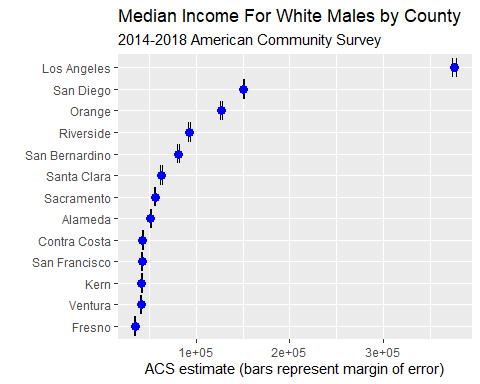 Median Income For White Males by County
2014-2018 American Community Survey
Los Angeles
San Diego
Orange
Riverside
San Bernardino
Santa Clara
Sacramento
Alameda
Contra Costa
San Francisco
Kern
Ventura
Fresno
1e+05 2e+05 3e+05
ACS estimate (bars represent margin of error)